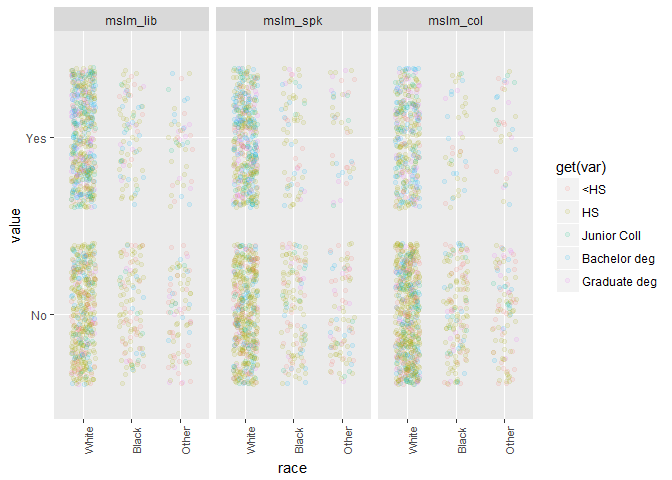 mslm_lib mslm_spk mslm_col
value
Yes
No
White Black Other White Black Other White Black Other
race
get(var)
<HS
HS
Junior Coll
Bachelor deg
Graduate deg